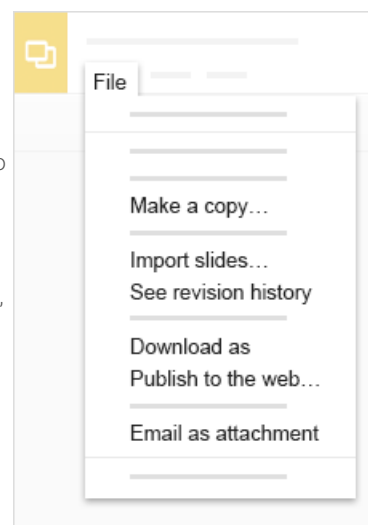 File
Make a copy…
Import slides…
See revision history
Download as
Publish to the web…
Email as attachment